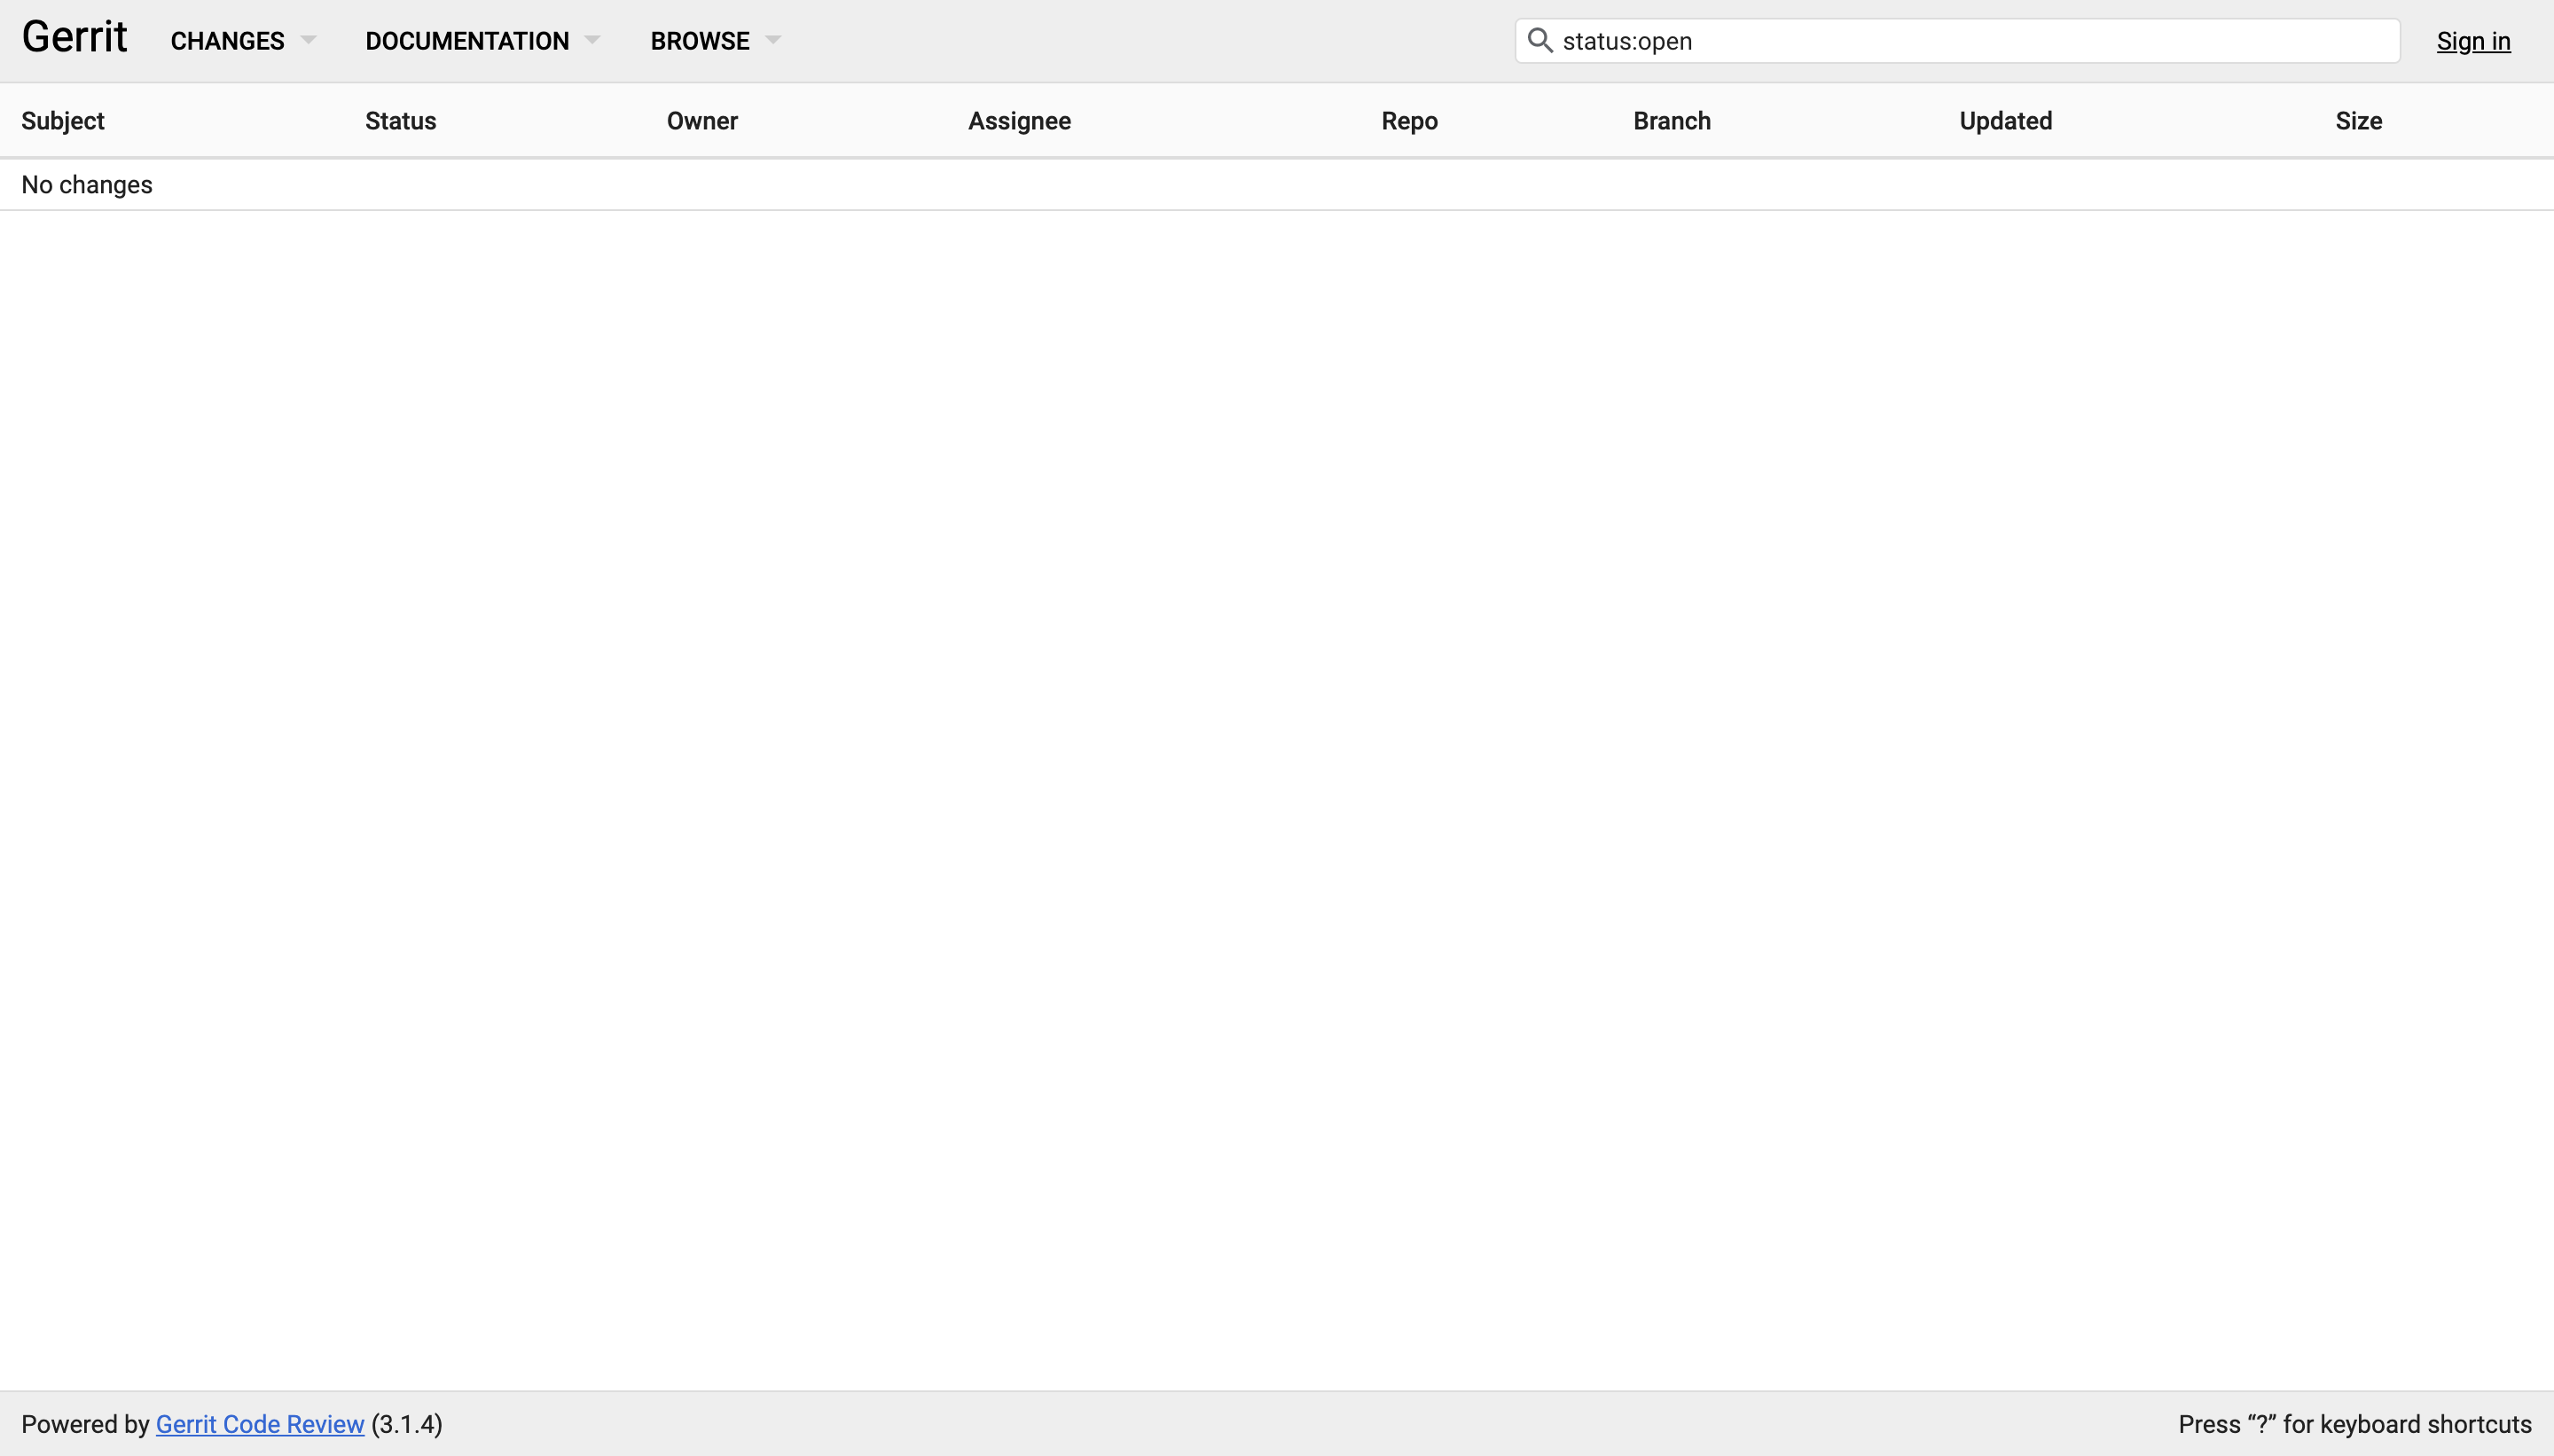 Gerrit CHANGES DOCUMENTATION BROWSE status:open Sign in
Subject Status Owner Assignee Repo Branch Updated Size
No changes
Powered by Gerrit Code Review (3.1.4) Press “?” for keyboard shortcuts